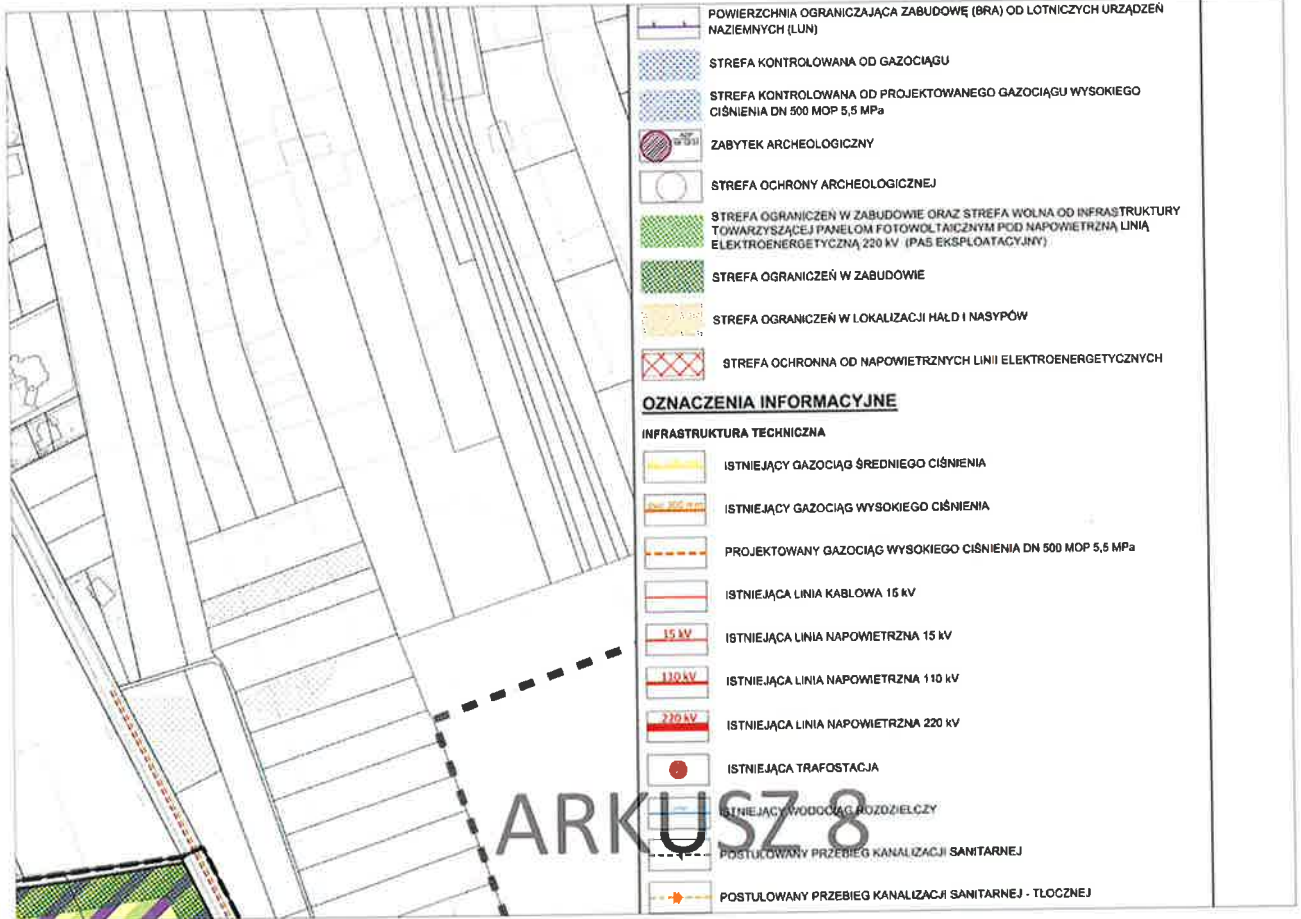 POWIERZCHNIA OGRANICZAJĄCA ZABUDOWĘ (BRA) OD LOTNICZYCH URZĄDZEŃ
NAZIEMNYCH (LUN)
STREFA KONTROLOWANA OD GAZOCIĄGU
STREFA KONTROLOWANA OD PROJEKTOWANEGO GAZOCIĄGU WYSOKIEGO
CIŚNIENIA DN 500 MOP 5,5 MPa
ZABYTEK ARCHEOLOGICZNY
STREFA OCHRONY ARCHEOLOGICZNEJ
STREFA OGRANICZEŃ W ZABUDOWIE ORAZ STREFA WOLNA OD INFRASTRUKTURY
TOWARZYSZĄCEJ PANELOM FOTOWOLTAICZNYM POD NAPOWIETRZNĄ LINIĄ
ELEKTROENERGETYCZNĄ 220 kV (PAS EKSPLOATACYJNY)
STREFA OGRANICZEŃ W ZABUDOWIE
STREFA OGRANICZEŃ W LOKALIZACJI HAŁD I NASYPÓW
STREFA OCHRONNA OD NAPOWIETRZNYCH LINII ELEKTROENERGETYCZNYCH
OZNACZENIA INFORMACYJNE
INFRASTRUKTURA TECHNICZNA
ISTNIEJĄCY GAZOCIĄG ŚREDNIEGO CIŚNIENIA
ISTNIEJĄCY GAZOCIĄG WYSOKIEGO CIŚNIENIA
PROJEKTOWANY GAZOCIĄG WYSOKIEGO CIŚNIENIA DN 500 MOP 5,5 MPa
ISTNIEJĄCA LINIA KABLOWA 15 kV
15 kV ISTNIEJĄCA LINIA NAPOWIETRZNA 15 kV
110 kV ISTNIEJĄCA LINIA NAPOWIETRZNA 110 kV
220 kV ISTNIEJĄCA LINIA NAPOWIETRZNA 220 kV
ISTNIEJĄCA TRAFOSTACJA
ARKUSZ 8
ISTNIEJĄCY WODOCIĄG ROZDZIELCZY
POSTULOWANY PRZEBIEG KANALIZACJI SANITARNEJ
POSTULOWANY PRZEBIEG KANALIZACJI SANITARNEJ - TŁOCZNEJ